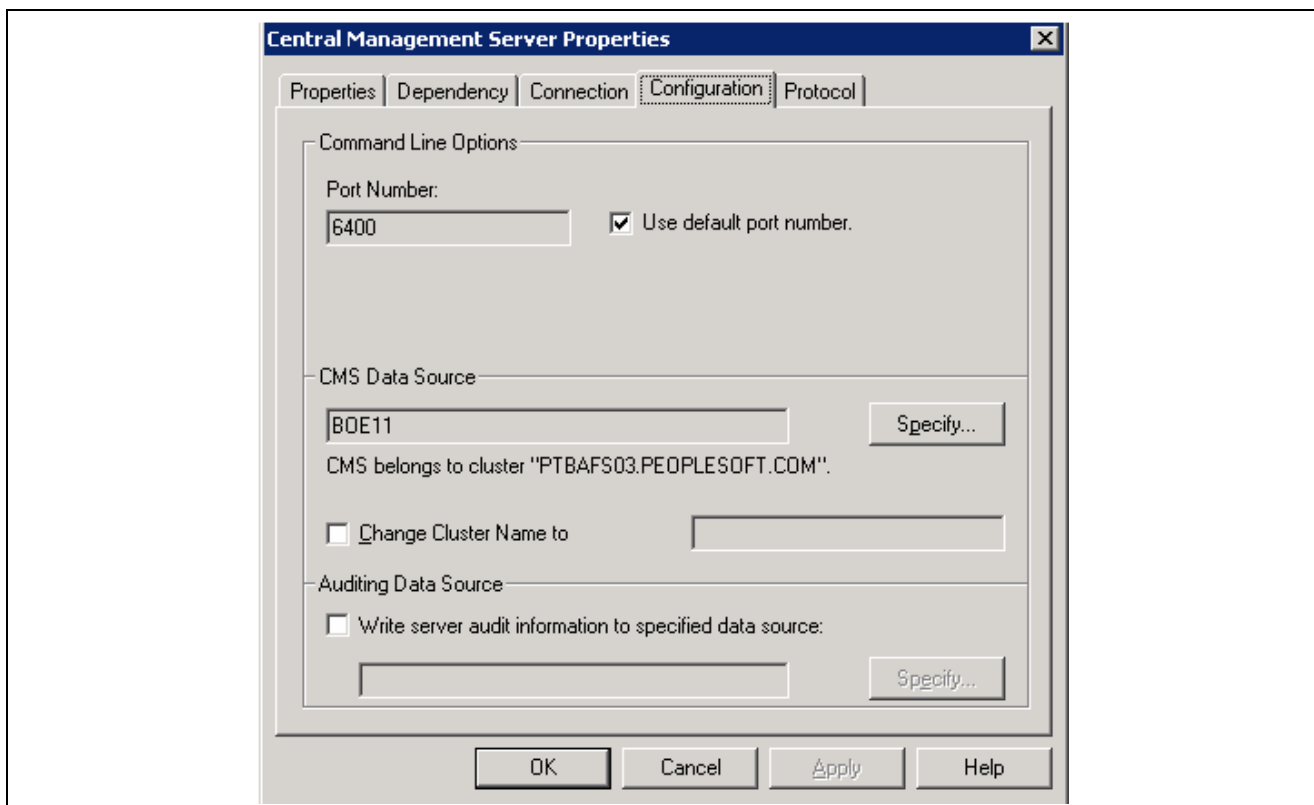 Central Management Server Properties
Properties Dependency Connection Configuration Protocol
Command Line Options
Port Number:
6400 Use default port number.
CMS Data Source
BOE11 Specify...
CMS belongs to cluster "PTBAFS03.PEOPLESOFT.COM".
Change Cluster Name to
Auditing Data Source
Write server audit information to specified data source:
Specify...
OK Cancel Apply Help